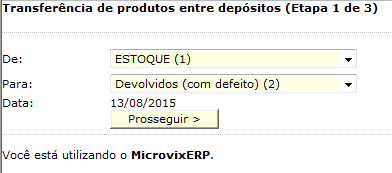 Transferência de produtos entre depósitos (Etapa 1 de 3)
De: ESTOQUE (1)
Para: Devolvidos (com defeito) (2)
Data: 13/08/2015
Prosseguir >
Você está utilizando o MicrovixERP.